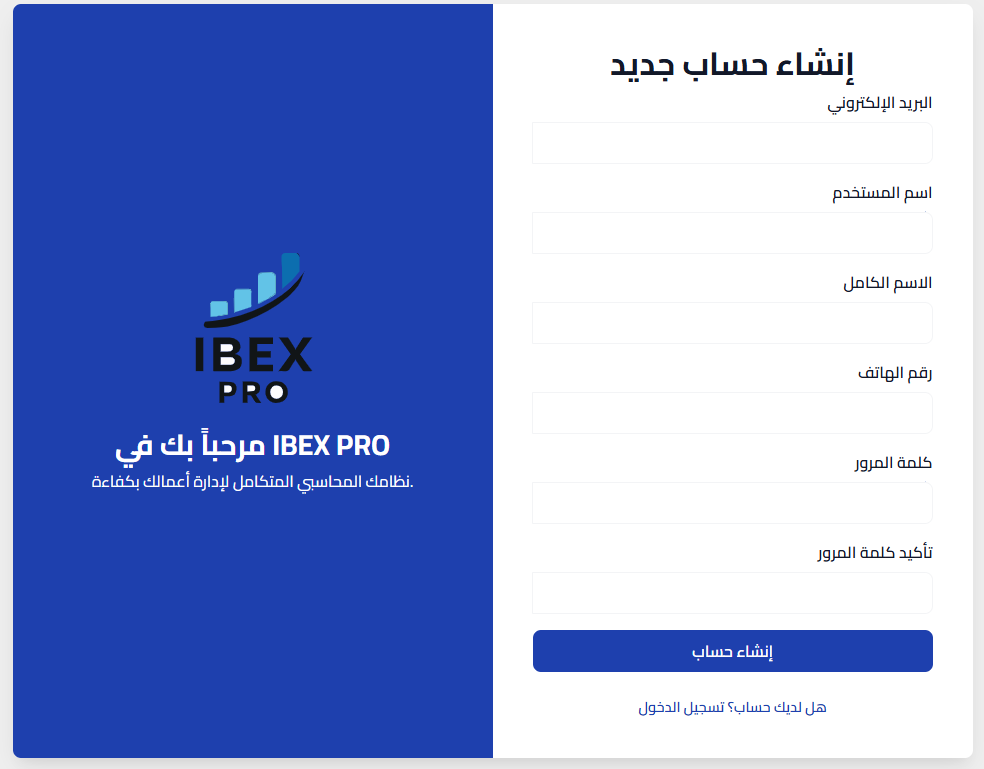 إنشاء حساب جديد
البريد الإلكتروني
اسم المستخدم
الاسم الكامل
رقم الهاتف
كلمة المرور
تأكيد كلمة المرور
إنشاء حساب
هل لديك حساب؟ تسجيل الدخول
IBEX
PRO
مرحباً بك في IBEX PRO
نظامك المحاسبي المتكامل لإدارة أعمالك بكفاءة.